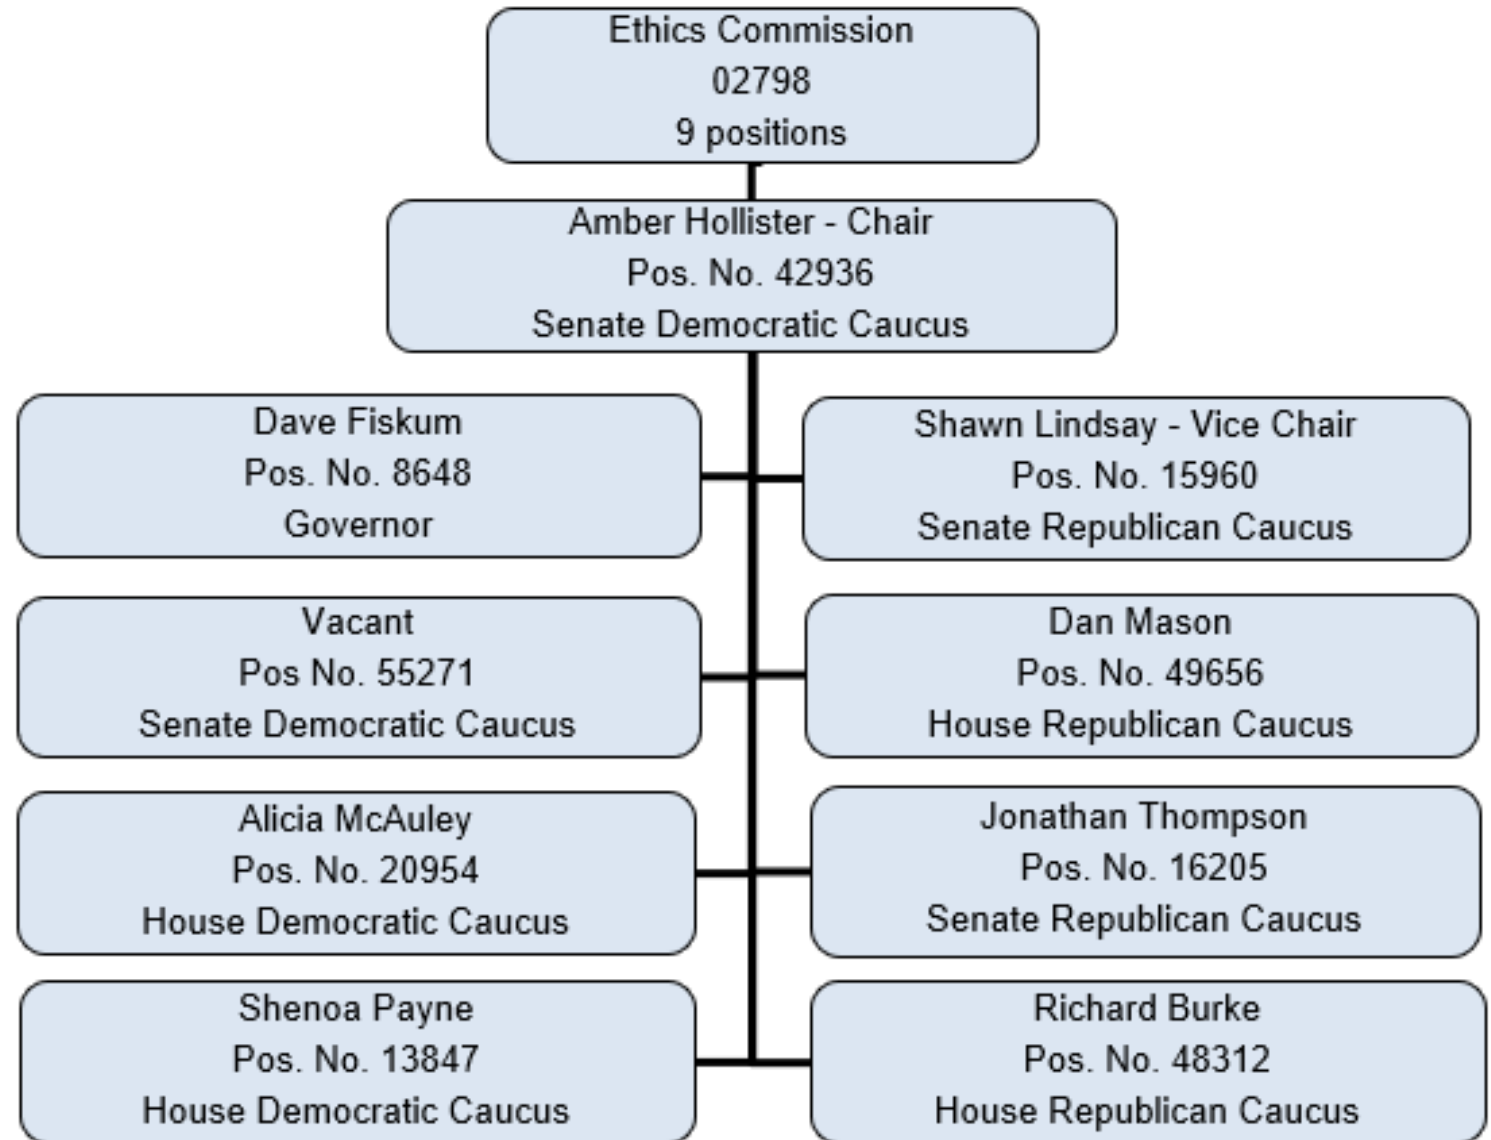 Ethics Commission
02798
9 positions
Amber Hollister - Chair
Pos. No. 42936
Senate Democratic Caucus
Dave Fiskum
Pos. No. 8648
Governor
Shawn Lindsay - Vice Chair
Pos. No. 15960
Senate Republican Caucus
Vacant
Pos No. 55271
Senate Democratic Caucus
Dan Mason
Pos. No. 49656
House Republican Caucus
Alicia McAuley
Pos. No. 20954
House Democratic Caucus
Jonathan Thompson
Pos. No. 16205
Senate Republican Caucus
Shenoa Payne
Pos. No. 13847
House Democratic Caucus
Richard Burke
Pos. No. 48312
House Republican Caucus